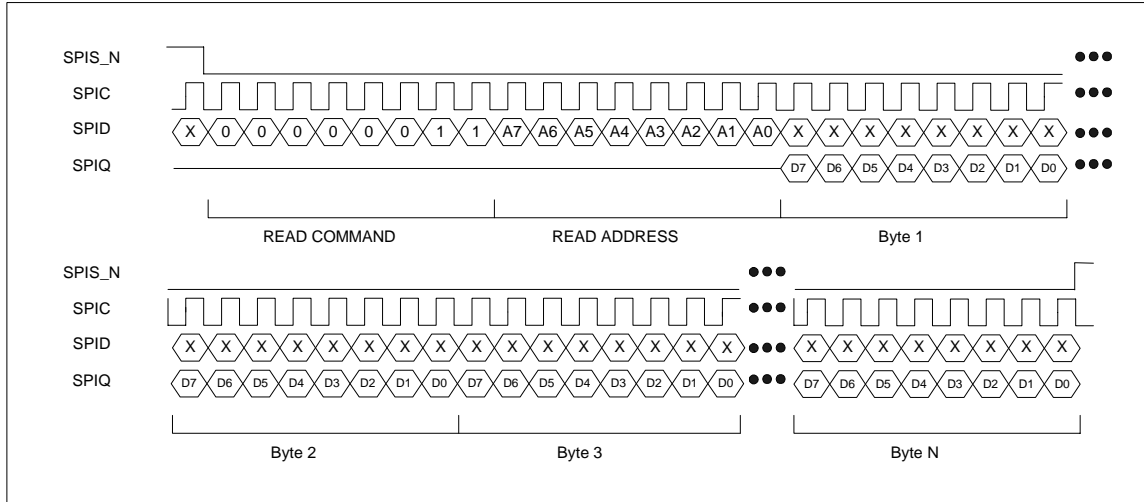 SPIS_N
SPIC
SPID X 0 0 0 0 0 0 1 1 A7 A6 A5 A4 A3 A2 A1 A0 X X X X X X X X
SPIQ D7 D6 D5 D4 D3 D2 D1 D0
READ COMMAND READ ADDRESS Byte 1
SPIS_N
SPIC
SPID X X X X X X X X X X X X X X X X X X X X X X X X
SPIQ D7 D6 D5 D4 D3 D2 D1 D0 D7 D6 D5 D4 D3 D2 D1 D0 D7 D6 D5 D4 D3 D2 D1 D0
Byte 2 Byte 3 Byte N